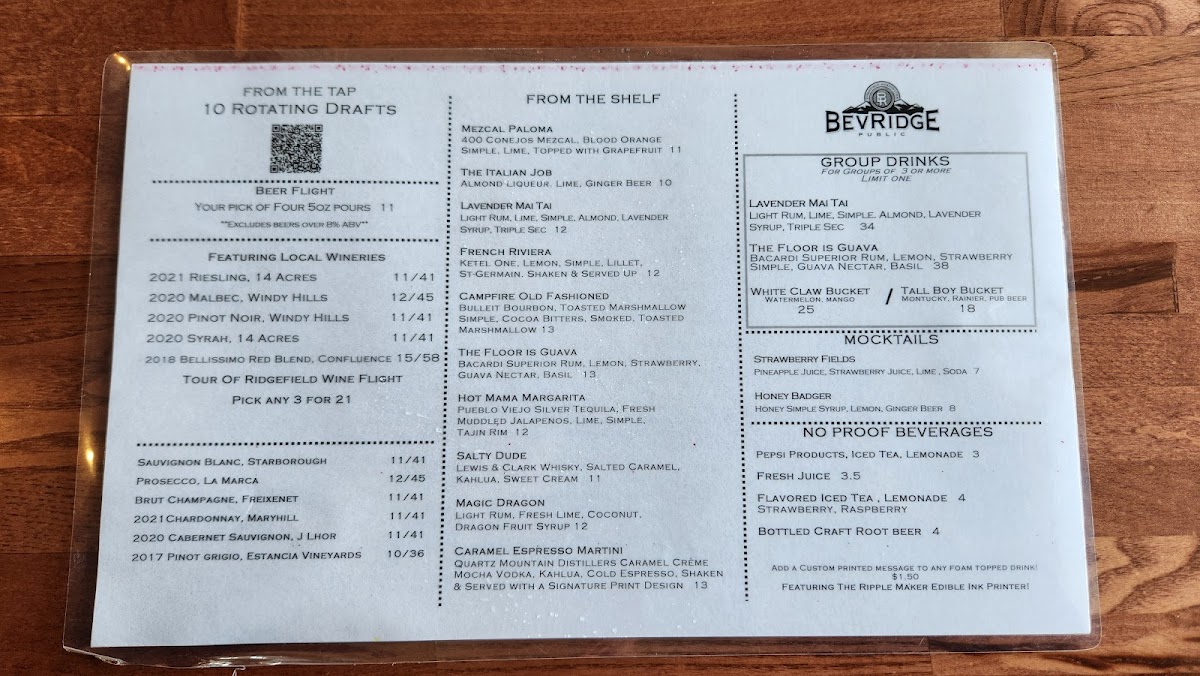 FROM THE TAP
10 ROTATING DRAFTS
BEER FLIGHT
YOUR PICK OF FOUR 5OZ POURS 11
**EXCLUDES BEERS OVER 8% ABV**
FEATURING LOCAL WINERIES
2021 RIESLING, 14 ACRES 11/41
2020 MALBEC, WINDY HILLS 12/45
2020 PINOT NOIR, WINDY HILLS 11/41
2020 SYRAH, 14 ACRES 11/41
2018 BELLISSIMO RED BLEND, CONFLUENCE 15/58
TOUR OF RIDGEFIELD WINE FLIGHT
PICK ANY 3 FOR 21
SAUVIGNON BLANC, STARBOROUGH 11/41
PROSECCO, LA MARCA 12/45
BRUT CHAMPAGNE, FREIXENET 11/41
2021CHARDONNAY, MARYHILL 11/41
2020 CABERNET SAUVIGNON, J LHOR 11/41
2017 PINOT GRIGIO, ESTANCIA VINEYARDS 10/36
FROM THE SHELF
MEZCAL PALOMA
400 CONEJOS MEZCAL, BLOOD ORANGE
SIMPLE, LIME, TOPPED WITH GRAPEFRUIT 11
THE ITALIAN JOB
ALMOND LIQUEUR, LIME, GINGER BEER 10
LAVENDER MAI TAI
LIGHT RUM, LIME, SIMPLE, ALMOND, LAVENDER
SYRUP, TRIPLE SEC 12
FRENCH RIVIERA
KETEL ONE, LEMON, SIMPLE, LILLET,
ST-GERMAIN, SHAKEN & SERVED UP 12
CAMPFIRE OLD FASHIONED
BULLEIT BOURBON, TOASTED MARSHMALLOW
SIMPLE, COCOA BITTERS, SMOKED, TOASTED
MARSHMALLOW 13
THE FLOOR IS GUAVA
BACARDI SUPERIOR RUM, LEMON, STRAWBERRY,
GUAVA NECTAR, BASIL 13
HOT MAMA MARGARITA
PUEBLO VIEJO SILVER TEQUILA, FRESH
MUDDLED JALAPENOS, LIME, SIMPLE,
TAJIN RIM 12
SALTY DUDE
LEWIS & CLARK WHISKY, SALTED CARAMEL,
KAHLUA, SWEET CREAM 11
MAGIC DRAGON
LIGHT RUM, FRESH LIME, COCONUT,
DRAGON FRUIT SYRUP 12
CARAMEL ESPRESSO MARTINI
QUARTZ MOUNTAIN DISTILLERS CARAMEL CRÈME
MOCHA VODKA, KAHLUA, COLD ESPRESSO, SHAKEN
& SERVED WITH A SIGNATURE PRINT DESIGN 13
BEVRIDGE
PUBLIC
GROUP DRINKS
FOR GROUPS OF 3 OR MORE
LIMIT ONE
LAVENDER MAI TAI
LIGHT RUM, LIME, SIMPLE, ALMOND, LAVENDER
SYRUP, TRIPLE SEC 34
THE FLOOR IS GUAVA
BACARDI SUPERIOR RUM, LEMON, STRAWBERRY
SIMPLE, GUAVA NECTAR, BASIL 38
WHITE CLAW BUCKET / TALL BOY BUCKET
WATERMELON, MANGO MONTUCKY, RAINIER, PUB BEER
25 18
MOCKTAILS
STRAWBERRY FIELDS
PINEAPPLE JUICE, STRAWBERRY JUICE, LIME , SODA 7
HONEY BADGER
HONEY SIMPLE SYRUP, LEMON, GINGER BEER 8
NO PROOF BEVERAGES
PEPSI PRODUCTS, ICED TEA, LEMONADE 3
FRESH JUICE 3.5
FLAVORED ICED TEA , LEMONADE 4
STRAWBERRY, RASPBERRY
BOTTLED CRAFT ROOT BEER 4
ADD A CUSTOM PRINTED MESSAGE TO ANY FOAM TOPPED DRINK!
$1.50
FEATURING THE RIPPLE MAKER EDIBLE INK PRINTER!